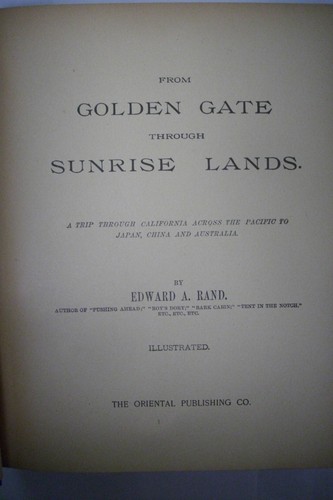 FROM
GOLDEN GATE
THROUGH
SUNRISE LANDS.
A TRIP THROUGH CALIFORNIA ACROSS THE PACIFIC TO
JAPAN, CHINA AND AUSTRALIA.
BY
EDWARD A. RAND,
AUTHOR OF "PUSHING AHEAD;" "ROY'S DORY;" "BARK CABIN;" "TENT IN THE NOTCH,"
ETC., ETC., ETC.
ILLUSTRATED.
THE ORIENTAL PUBLISHING CO.